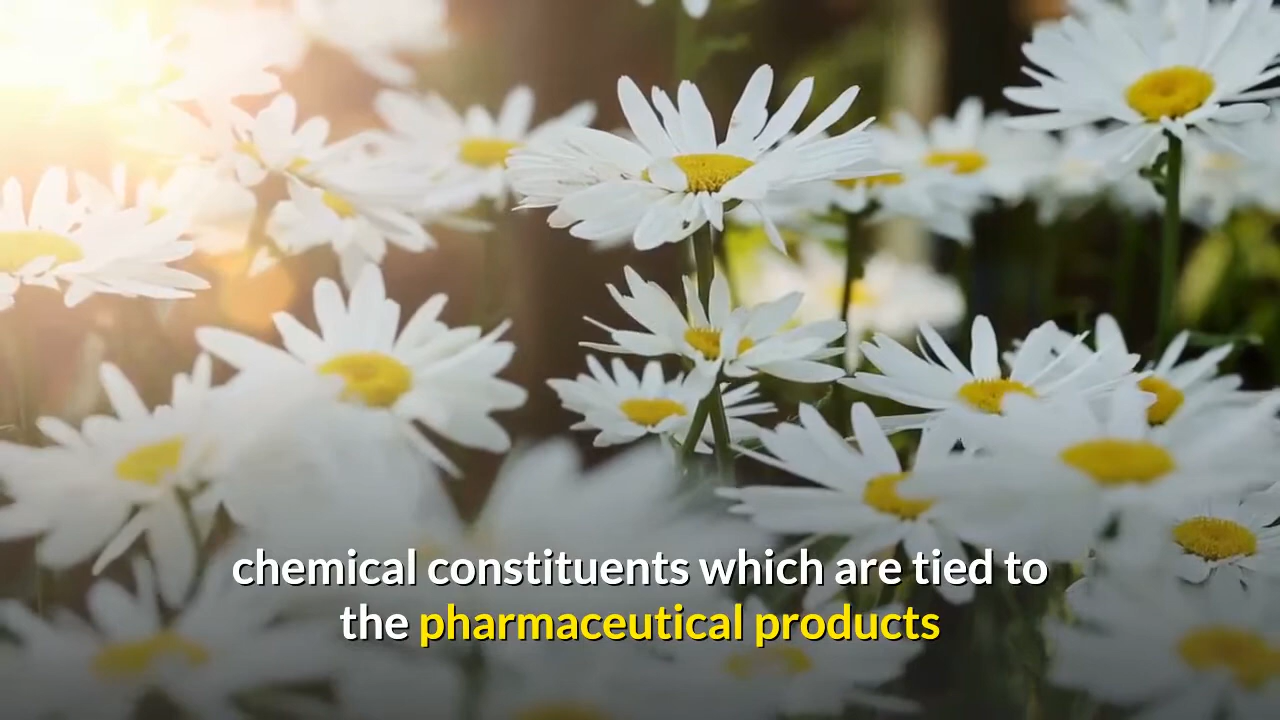 chemical constituents which are tied to
the pharmaceutical products